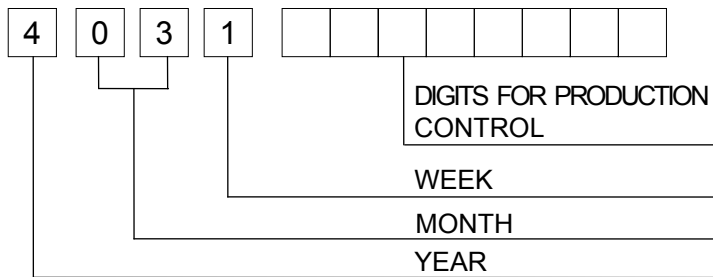 4 0 3 1
DIGITS FOR PRODUCTION
CONTROL
WEEK
MONTH
YEAR